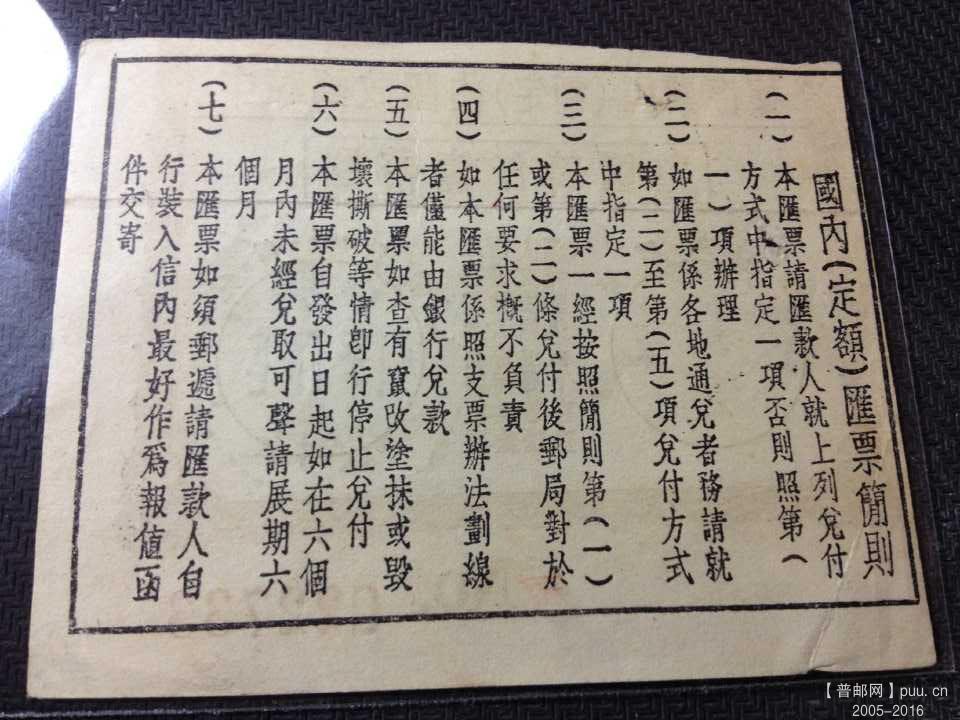 國內(定額)匯票簡則
(一)本匯票請匯款人就上列兌付
方式中指定一項否則照第(
一)項辦理
(二)如匯票係各地通兌者務請就
第(二)至第(五)項兌付方式
中指定一項
(三)本匯票一經按照簡則第(一)
或第(二)條兌付後郵局對於
任何要求概不負責
(四)如本匯票係照支票辦法劃線
者僅能由銀行兌款
(五)本匯票如查有竄改塗抹或毀
壞撕破等情卽行停止兌付
(六)本匯票自發出日起如在六個
月內未經兌取可聲請展期六
個月
(七)本匯票如須郵遞請匯款人自
行裝入信內最好作爲報值函
件交寄
【普邮网】puu.cn
2005-2016